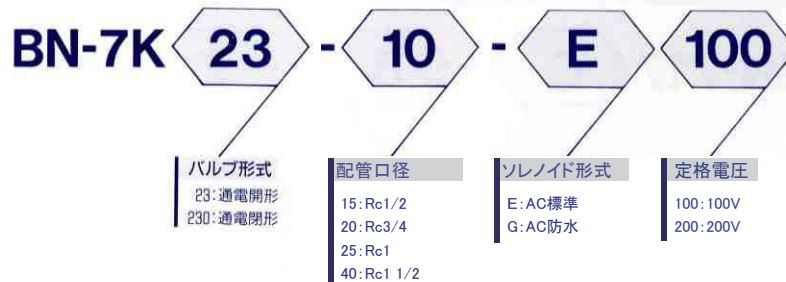 BN-7K 23 - 10 - E 100
バルブ形式
23:通電開形
230:通電閉形
配管口径
15:Rc1/2
20:Rc3/4
25:Rc1
40:Rc1 1/2
ソレノイド形式
E:AC標準
G:AC防水
定格電圧
100:100V
200:200V